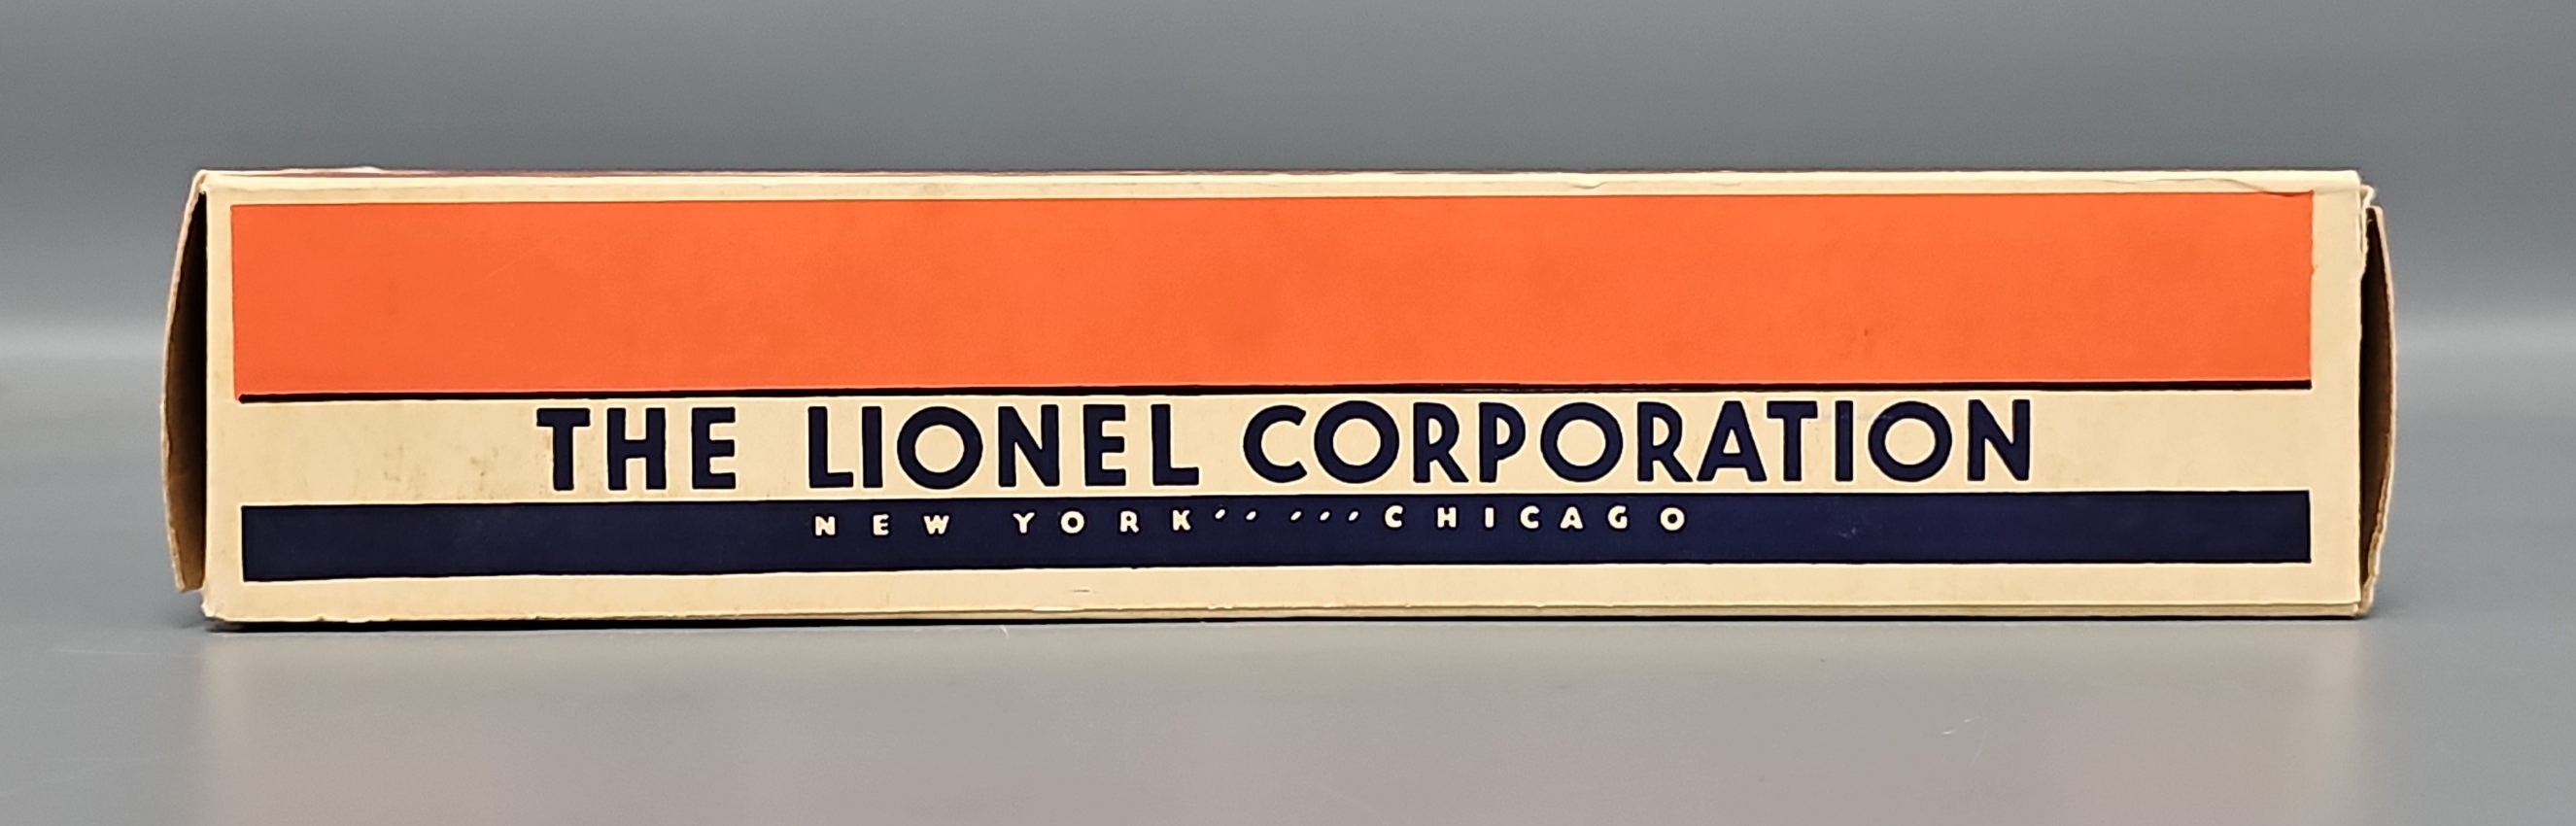 THE LIONEL CORPORATION
NEW YORK·· ···CHICAGO